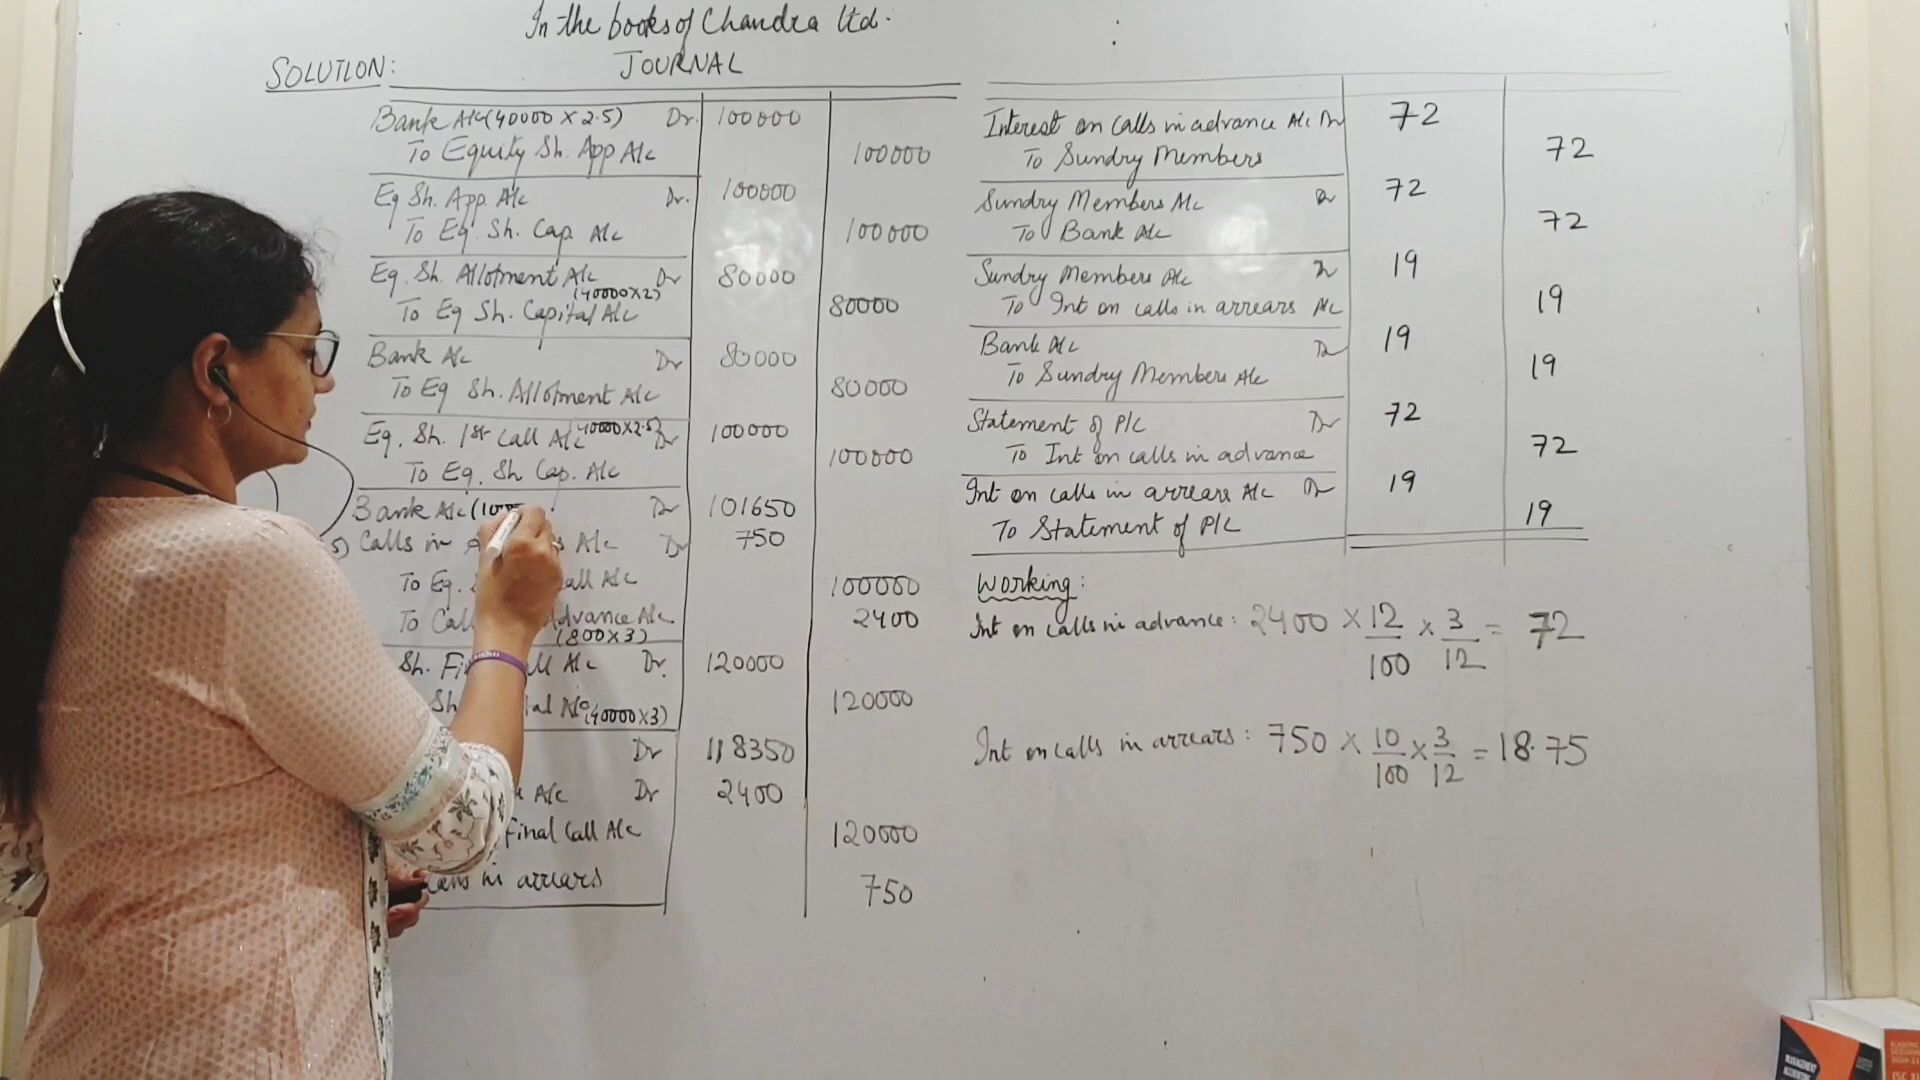 In the books of Chandra Ltd.
SOLUTION:
JOURNAL
Bank A/c (40000 × 2.5) Dr. 100000
To Equity Sh. App A/c 100000
Eq Sh. App. A/c Dr. 100000
To Eq. Sh. Cap. A/c 100000
Eq. Sh. Allotment A/c Dr 80000
(40000×2)
To Eq Sh. Capital A/c 80000
Bank A/c Dr 80000
To Eq Sh. Allotment A/c 80000
Eq. Sh. 1st Call A/c (40000×2.5) Dr 100000
To Eq. Sh Cap. A/c 100000
Bank A/c (100 Dr 101650
5) Calls in A/c Dr 750
To Eq. Call A/c 100000
To Advance A/c 2400
(800×3)
Sh. A/c Dr. 120000
Sh. A/c (40000×3) 120000
Dr 118350
A/c Dr 2400
Final Call A/c 120000
Calls in arrears 750
Interest on Calls in advance A/c Dr 72
To Sundry Members 72
Sundry Members A/c Dr 72
To Bank A/c 72
Sundry Members A/c Dr 19
To Int on calls in arrears A/c 19
Bank A/c Dr 19
To Sundry Members A/c 19
Statement of P/L Dr 72
To Int on calls in advance 72
Int on calls in arrears A/c Dr 19
To Statement of P/L 19
Working:
Int on calls in advance: 2400 × 12/100 × 3/12 = 72
Int on calls in arrears: 750 × 10/100 × 3/12 = 18.75
MANAGEMENT
ACCOUNTING